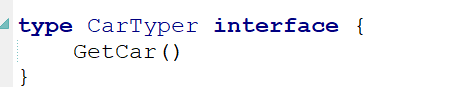 type CarTyper interface {
    GetCar()
}